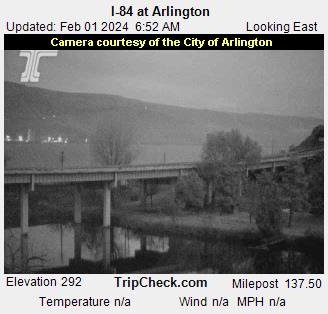 I-84 at Arlington
Updated: Feb 01 2024 6:52 AM Looking East
Camera courtesy of the City of Arlington
Elevation 292 TripCheck.com Milepost 137.50
Temperature n/a Wind n/a MPH n/a